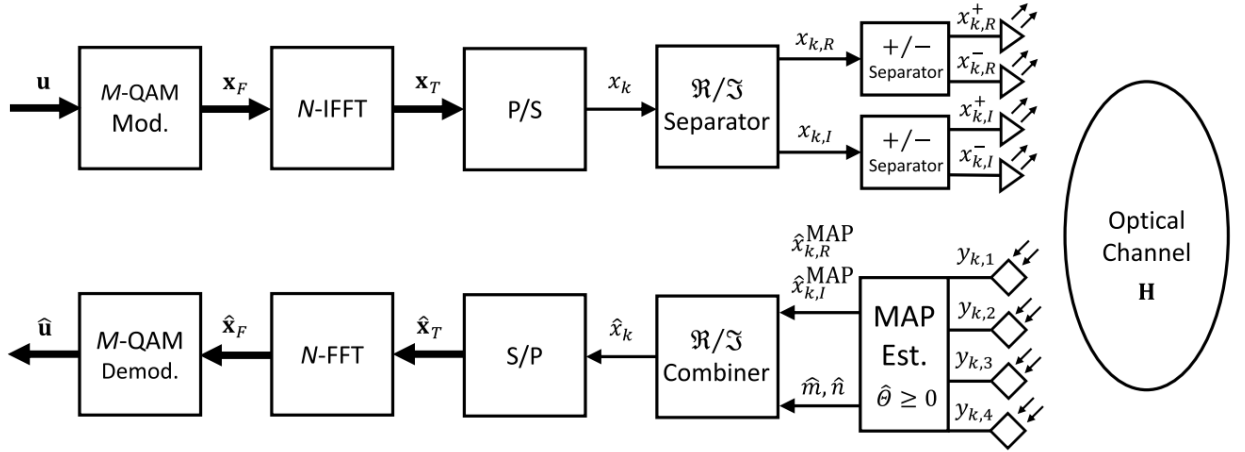 𝐮
M-QAM
Mod.
𝐱_F
N-IFFT
𝐱_T
P/S
x_k
ℜ/ℑ
Separator
x_{k,R}
x_{k,I}
+/−
Separator
+/−
Separator
x_{k,R}^+
x_{k,R}^−
x_{k,I}^+
x_{k,I}^−
Optical
Channel
𝐇
y_{k,1}
y_{k,2}
y_{k,3}
y_{k,4}
MAP
Est.
Θ̂ ≥ 0
x̂_{k,R}^{MAP}
x̂_{k,I}^{MAP}
m̂, n̂
ℜ/ℑ
Combiner
x̂_k
S/P
𝐱̂_T
N-FFT
𝐱̂_F
M-QAM
Demod.
𝐮̂